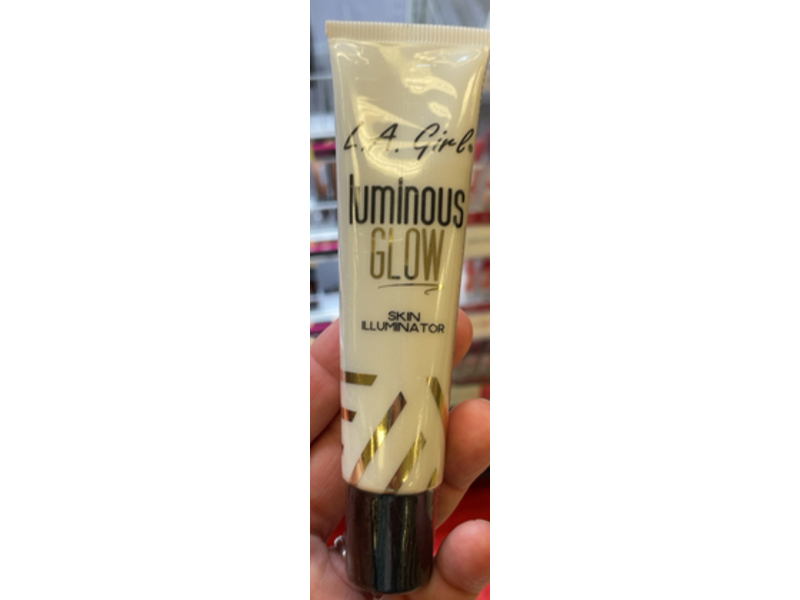 L.A. Girl®
luminous
GLOW
SKIN
ILLUMINATOR